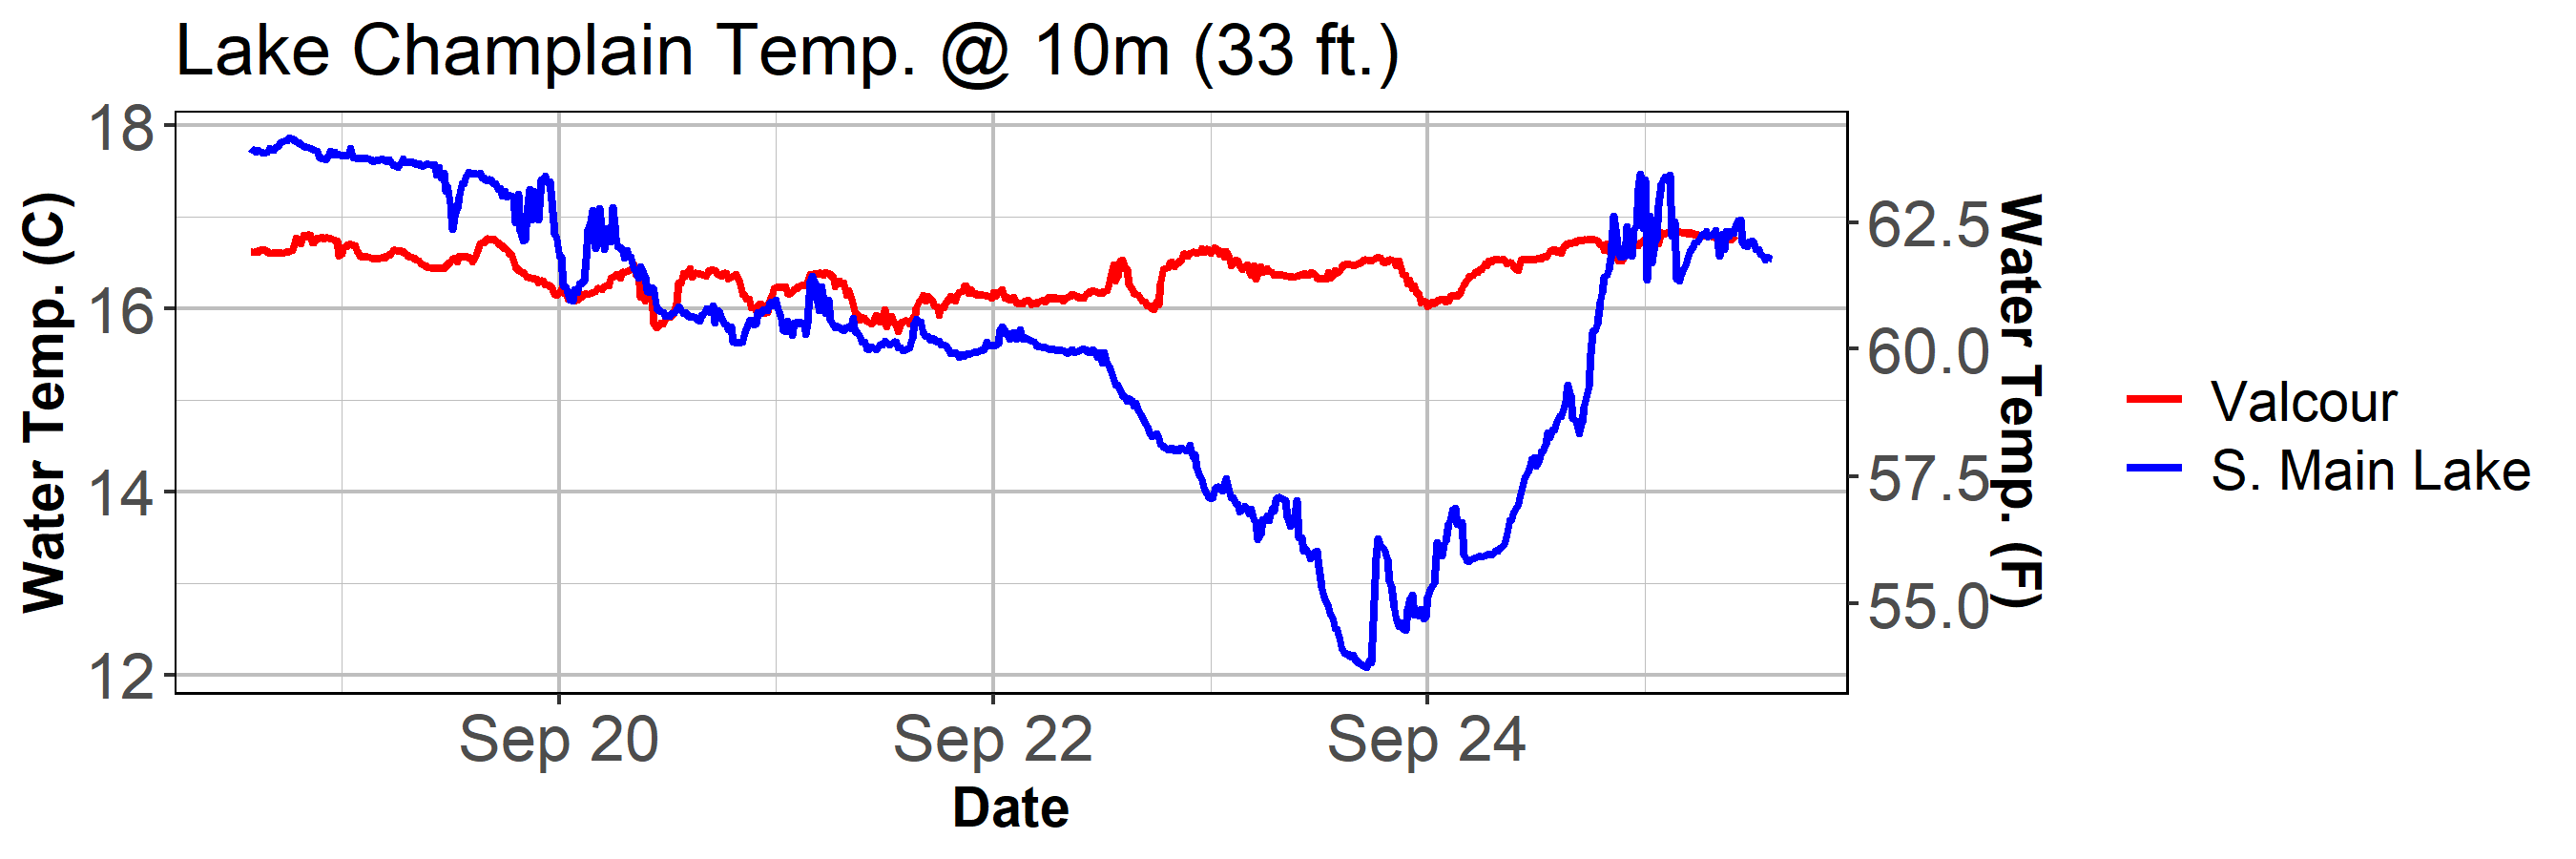 Lake Champlain Temp. @ 10m (33 ft.)
Water Temp. (C)
18
16
14
12
62.5
60.0
57.5
55.0
Water Temp. (F)
Sep 20
Sep 22
Sep 24
Date
Valcour
S. Main Lake